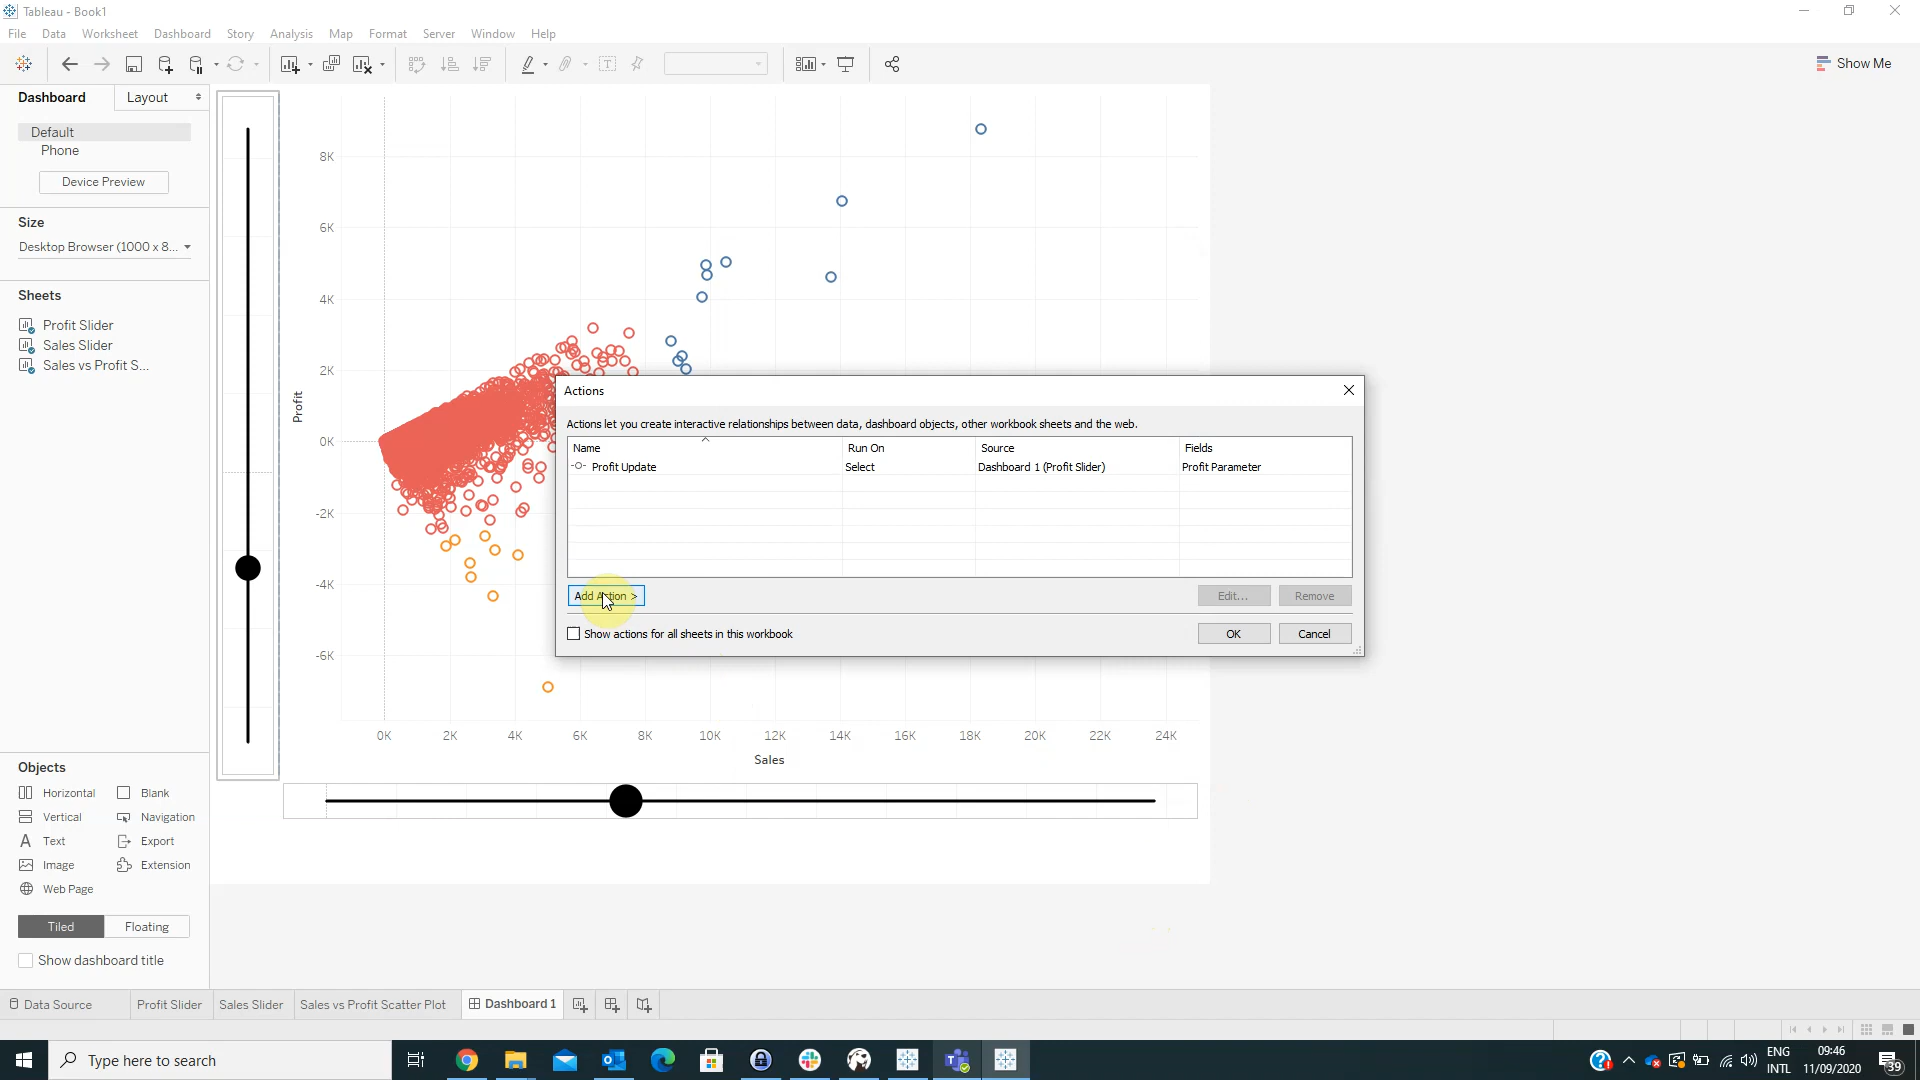 Tableau - Book1
File Data Worksheet Dashboard Story Analysis Map Format Server Window Help
Show Me
Dashboard Layout
Default
Phone
Device Preview
Size
Desktop Browser (1000 x 8...
Sheets
Profit Slider
Sales Slider
Sales vs Profit S...
8K
6K
4K
2K
0K
-2K
-4K
-6K
Profit
0K 2K 4K 6K 8K 10K 12K 14K 16K 18K 20K 22K 24K
Sales
Actions
Actions let you create interactive relationships between data, dashboard objects, other workbook sheets and the web.
Name Run On Source Fields
Profit Update Select Dashboard 1 (Profit Slider) Profit Parameter
Add Action > Edit... Remove
Show actions for all sheets in this workbook OK Cancel
Objects
Horizontal Blank
Vertical Navigation
A Text Export
Image Extension
Web Page
Tiled Floating
Show dashboard title
Data Source Profit Slider Sales Slider Sales vs Profit Scatter Plot Dashboard 1
Type here to search
ENG
INTL
09:46
11/09/2020
39